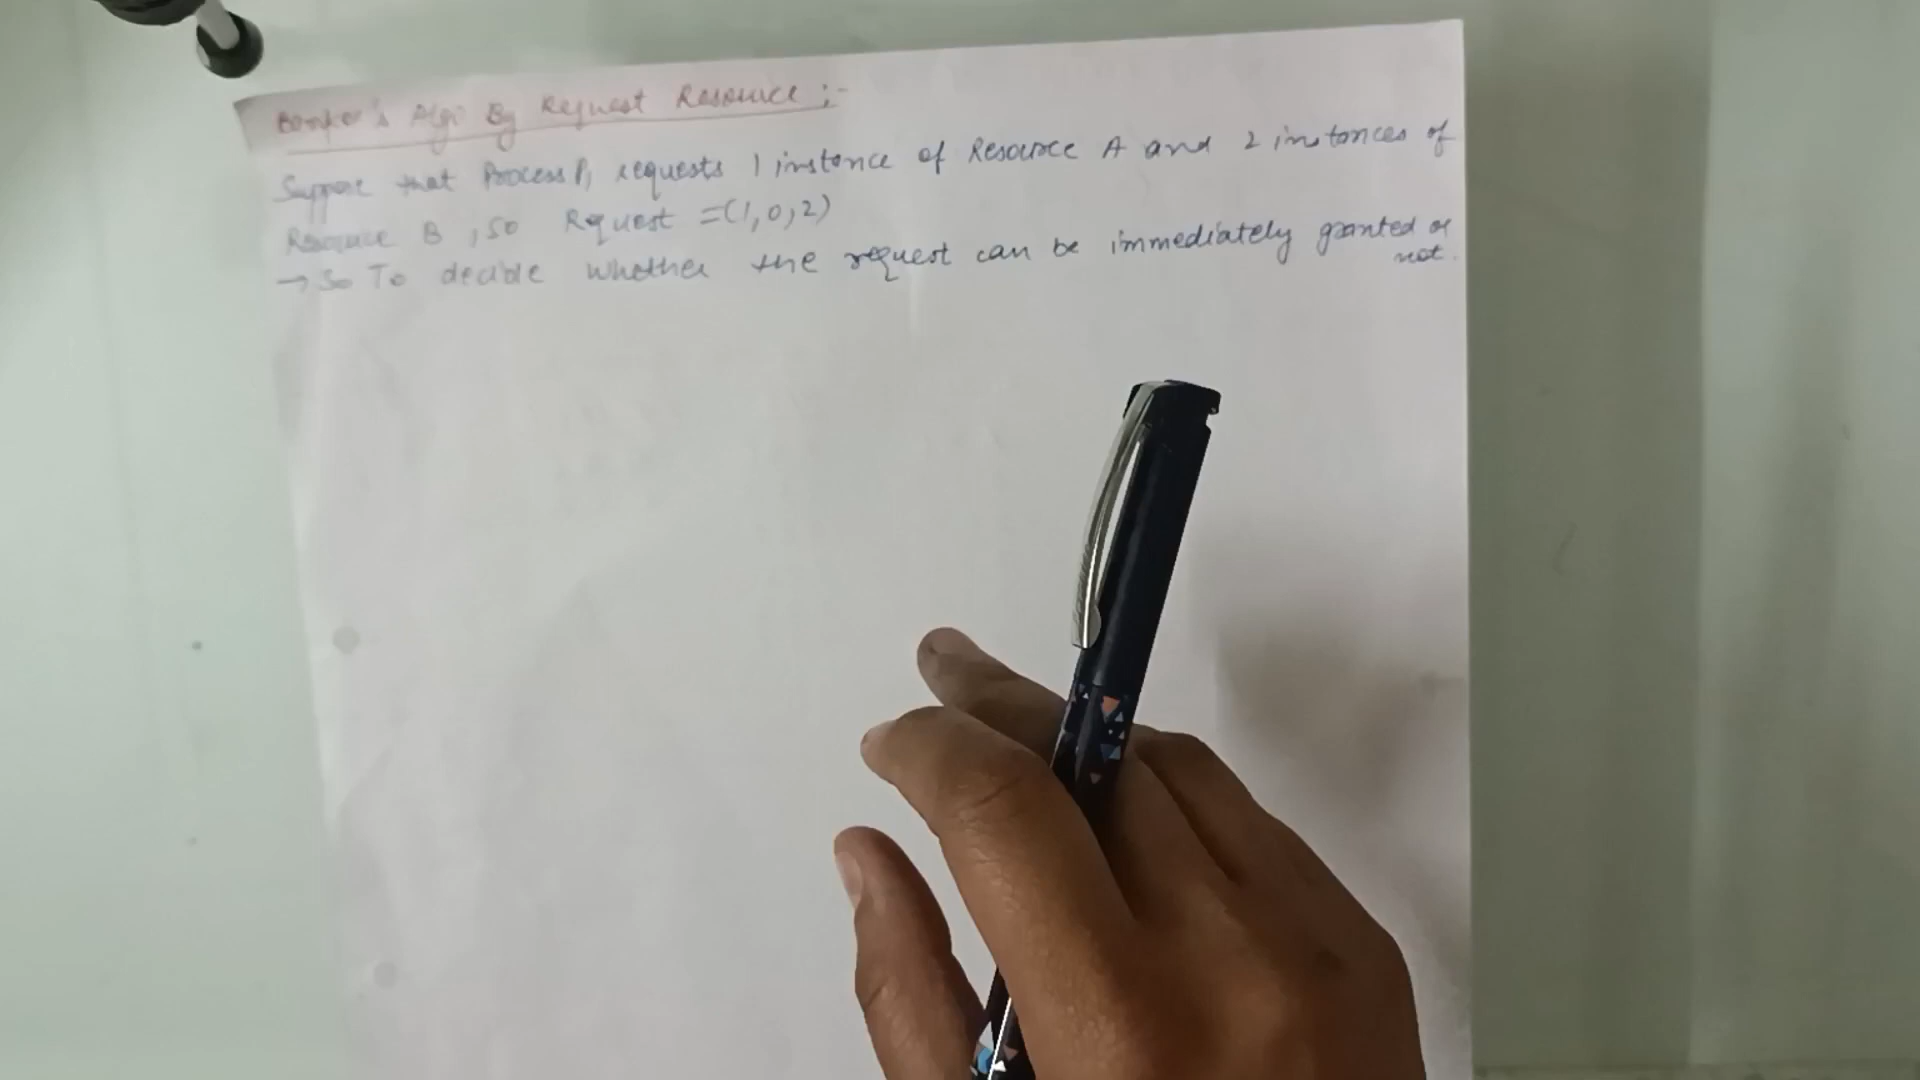 Banker's Algo By Request Resource :-
Suppose that Process P1 requests 1 instance of Resource A and 2 instances of
Resource B , so Request =(1,0,2)
→ So To decide whether the request can be immediately granted or
not.